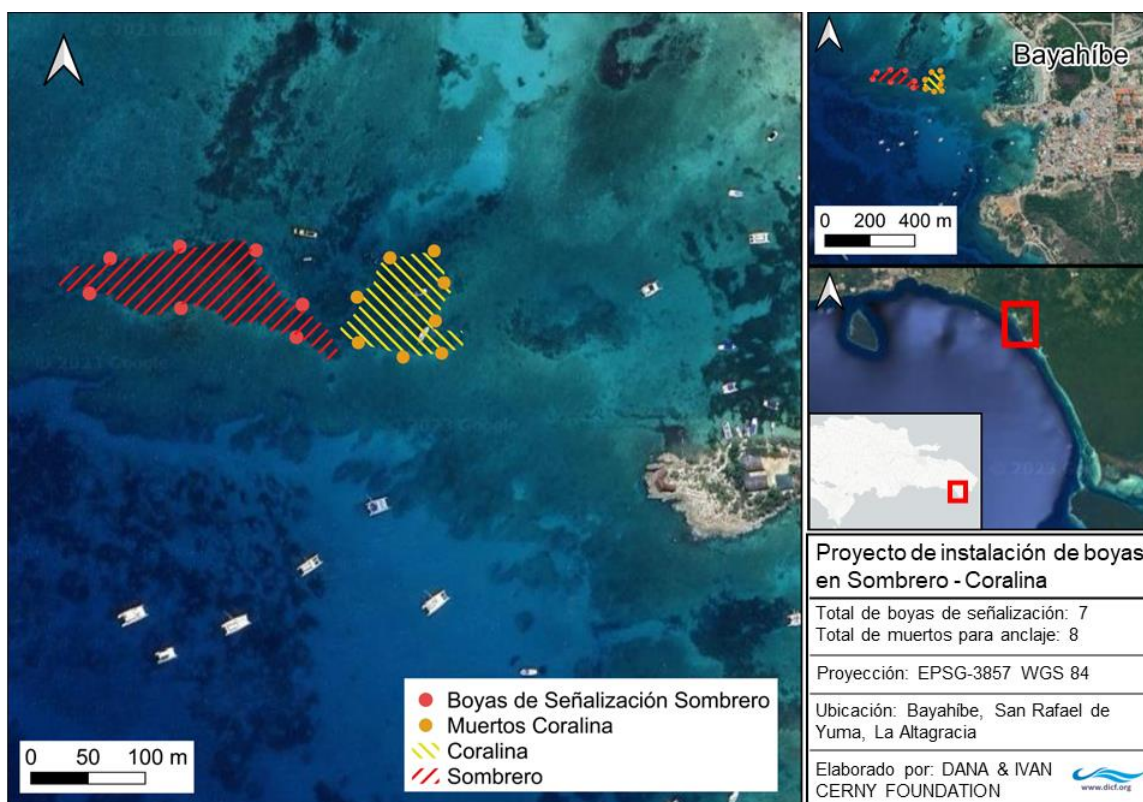 © 2023 Google
Boyas de Señalización Sombrero
Muertos Coralina
Coralina
Sombrero
0 50 100 m
Bayahíbe
0 200 400 m
© 2023
Proyecto de instalación de boyas
en Sombrero - Coralina
Total de boyas de señalización: 7
Total de muertos para anclaje: 8
Proyección: EPSG-3857 WGS 84
Ubicación: Bayahíbe, San Rafael de
Yuma, La Altagracia
Elaborado por: DANA & IVAN
CERNY FOUNDATION
www.dicf.org